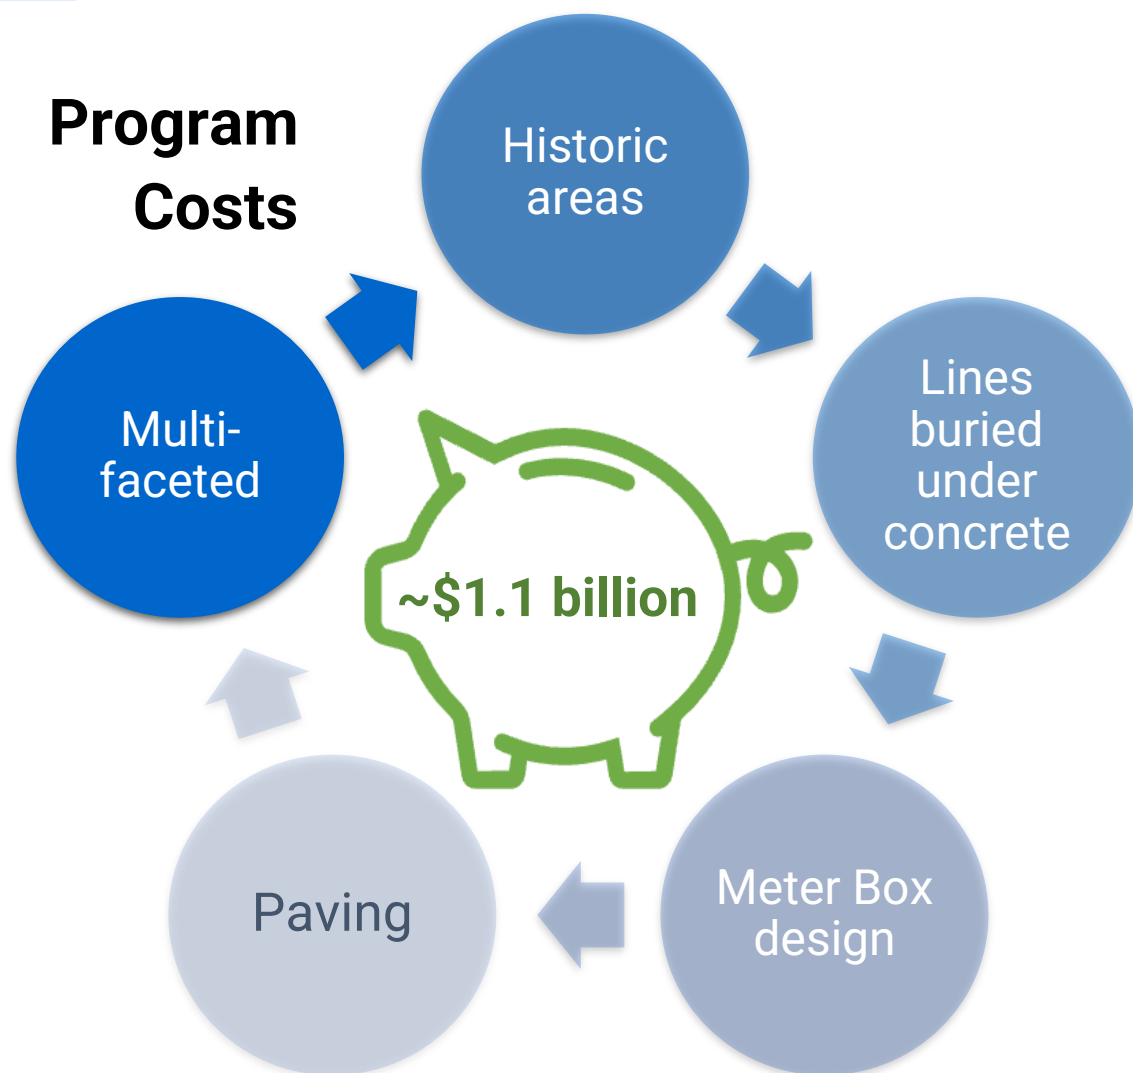 Program
Costs
Historic
areas
Lines
buried
under
concrete
Multi-
faceted
~$1.1 billion
Meter Box
design
Paving